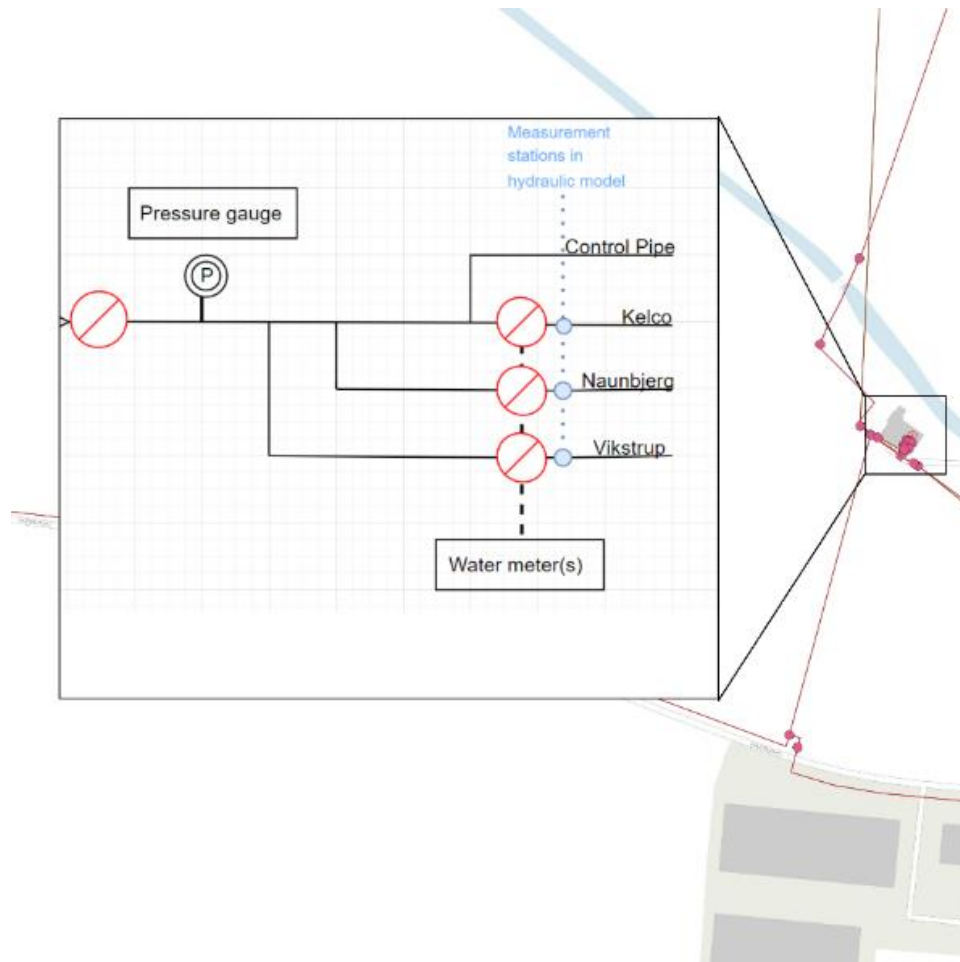 Measurement
stations in
hydraulic model
Pressure gauge
P
Control Pipe
Kelco
Naunbjerg
Vikstrup
Water meter(s)